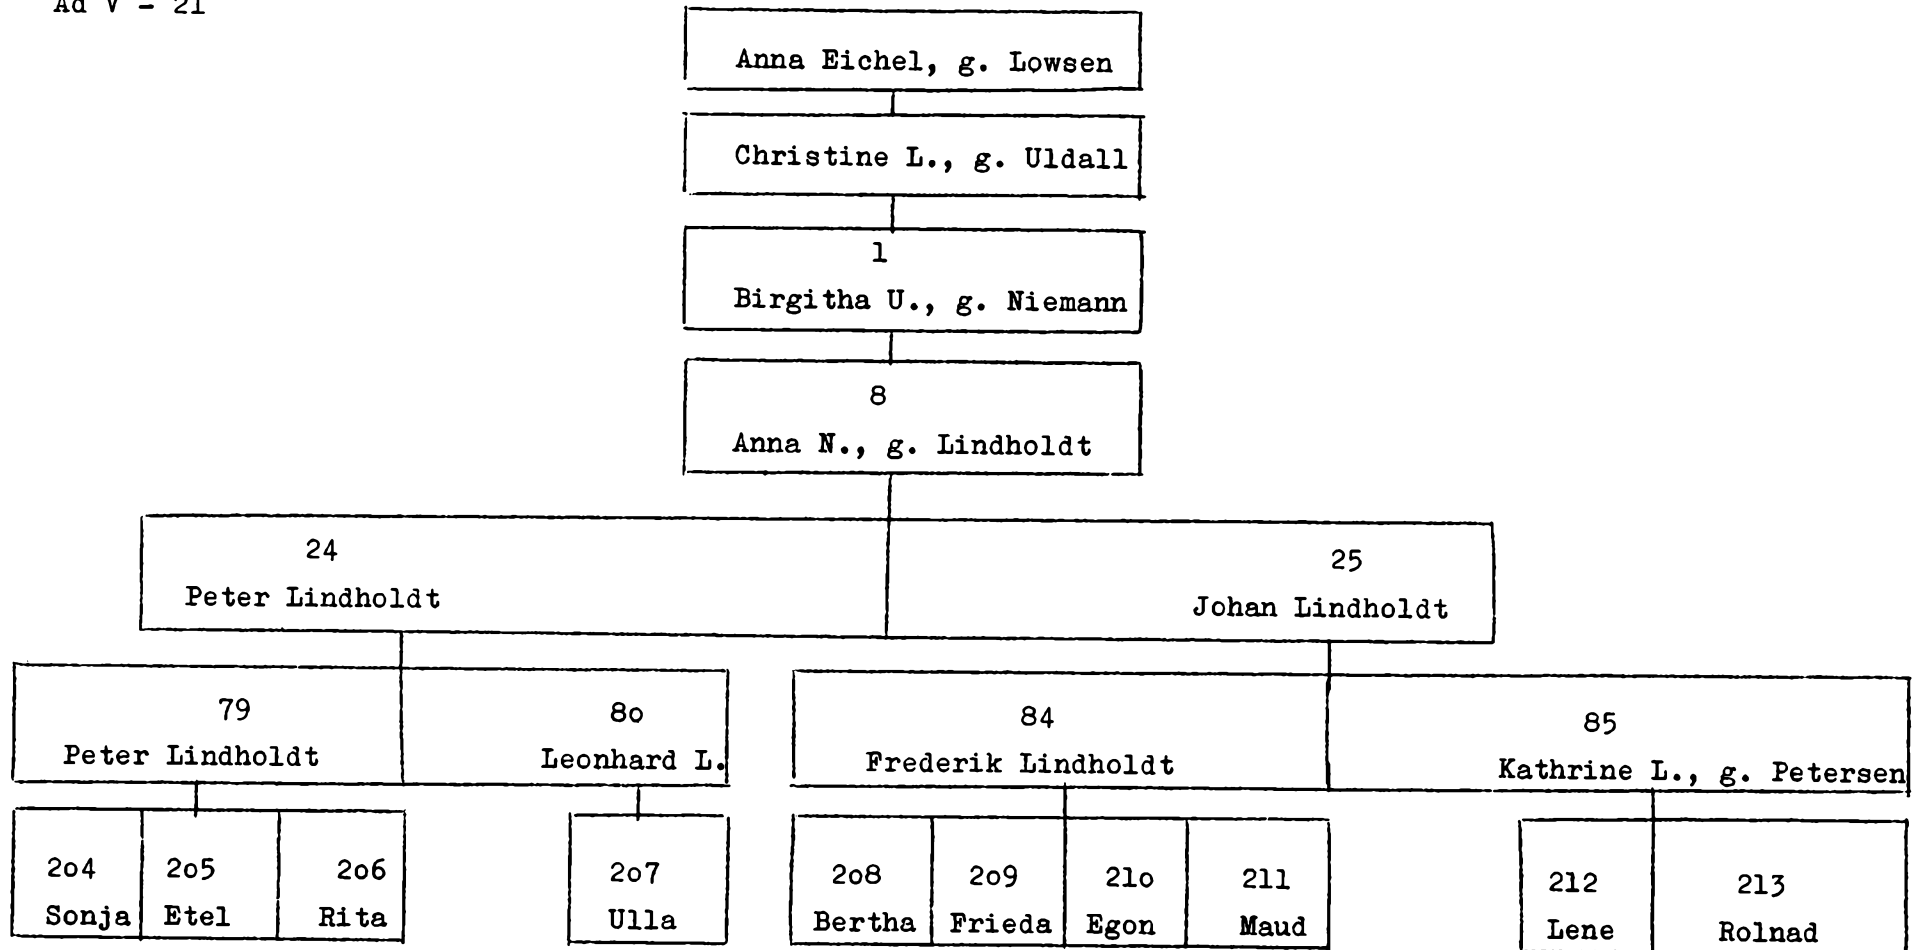 Ad V - 21
Anna Eichel, g. Lowsen
Christine L., g. Uldall
1
Birgitha U., g. Niemann
8
Anna N., g. Lindholdt
24
Peter Lindholdt
25
Johan Lindholdt
79
Peter Lindholdt
8o
Leonhard L.
84
Frederik Lindholdt
85
Kathrine L., g. Petersen
2o4
Sonja
2o5
Etel
2o6
Rita
2o7
Ulla
2o8
Bertha
2o9
Frieda
21o
Egon
211
Maud
212
Lene
213
Rolnad